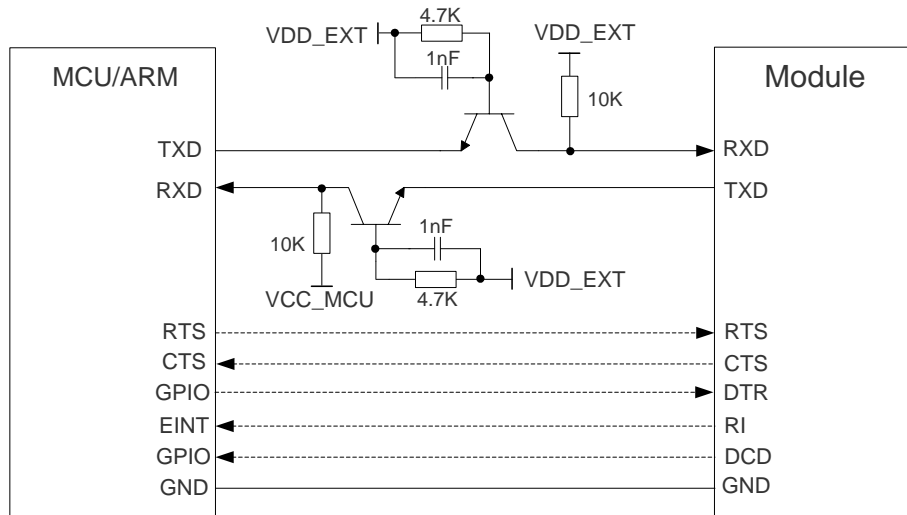 4.7K
VDD_EXT
VDD_EXT
1nF
MCU/ARM
Module
10K
TXD
RXD
RXD
TXD
1nF
10K
VCC_MCU
4.7K
VDD_EXT
RTS
RTS
CTS
CTS
GPIO
DTR
EINT
RI
GPIO
DCD
GND
GND